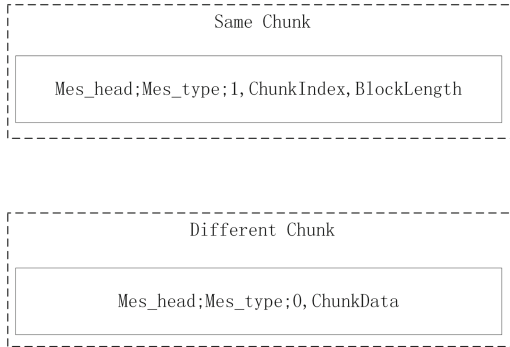 Same Chunk
Mes_head;Mes_type;1,ChunkIndex,BlockLength
Different Chunk
Mes_head;Mes_type;0,ChunkData